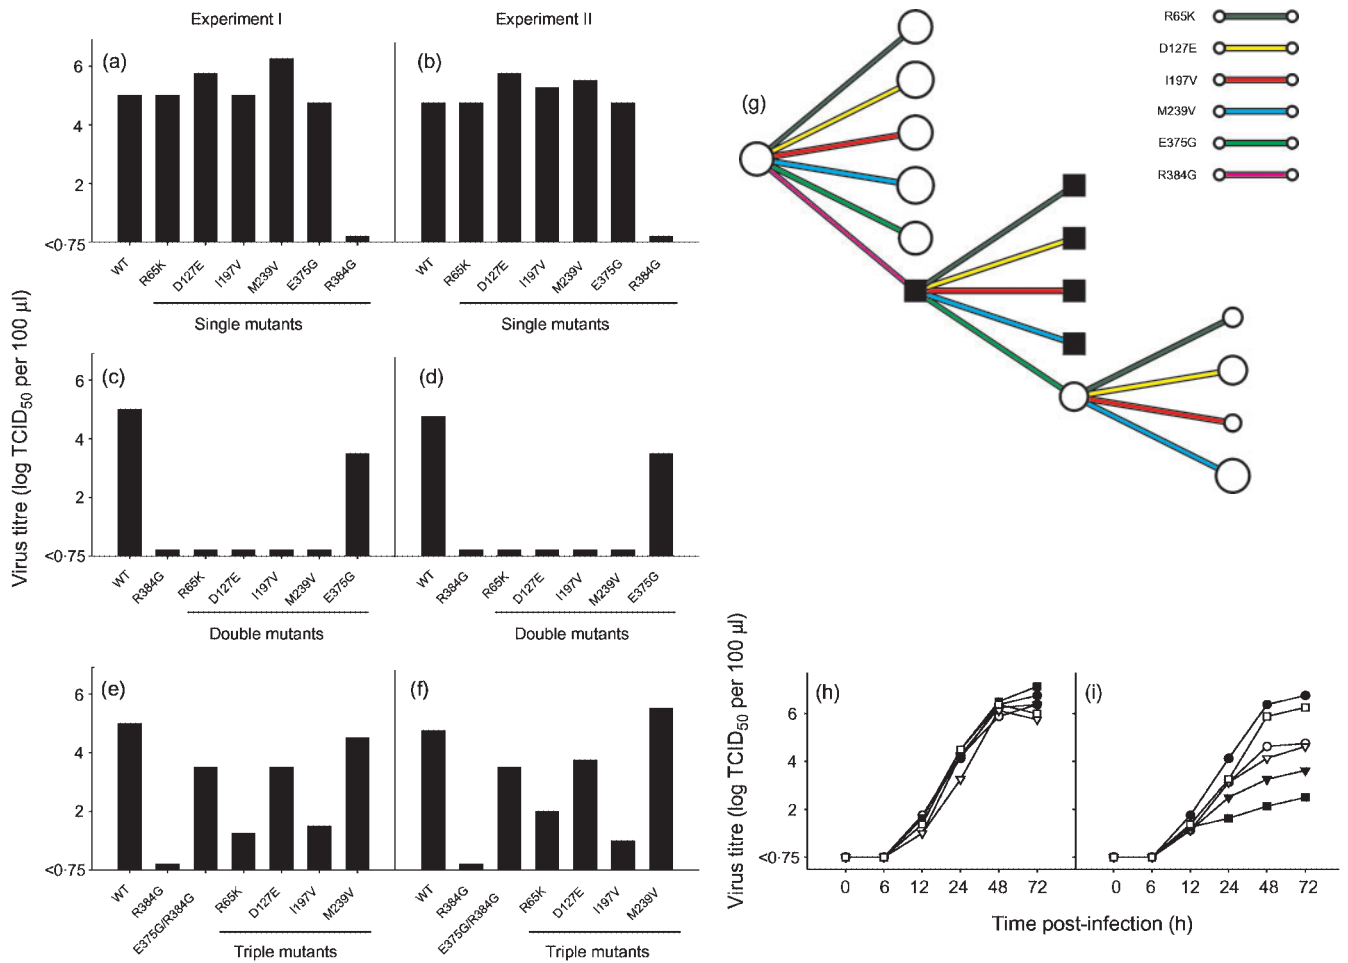 Experiment I
Experiment II
Virus titre (log TCID50 per 100 µl)
(a)
6
4
2
<0·75
WT
R65K
D127E
I197V
M239V
E375G
R384G
Single mutants
(b)
WT
R65K
D127E
I197V
M239V
E375G
R384G
Single mutants
(c)
6
4
2
<0·75
WT
R384G
R65K
D127E
I197V
M239V
E375G
Double mutants
(d)
WT
R384G
R65K
D127E
I197V
M239V
E375G
Double mutants
(e)
6
4
2
<0·75
WT
R384G
E375G/R384G
R65K
D127E
I197V
M239V
Triple mutants
(f)
WT
R384G
E375G/R384G
R65K
D127E
I197V
M239V
Triple mutants
(g)
R65K
D127E
I197V
M239V
E375G
R384G
Virus titre (log TCID50 per 100 µl)
(h)
6
4
2
<0·75
0 6 12 24 48 72
(i)
0 6 12 24 48 72
Time post-infection (h)